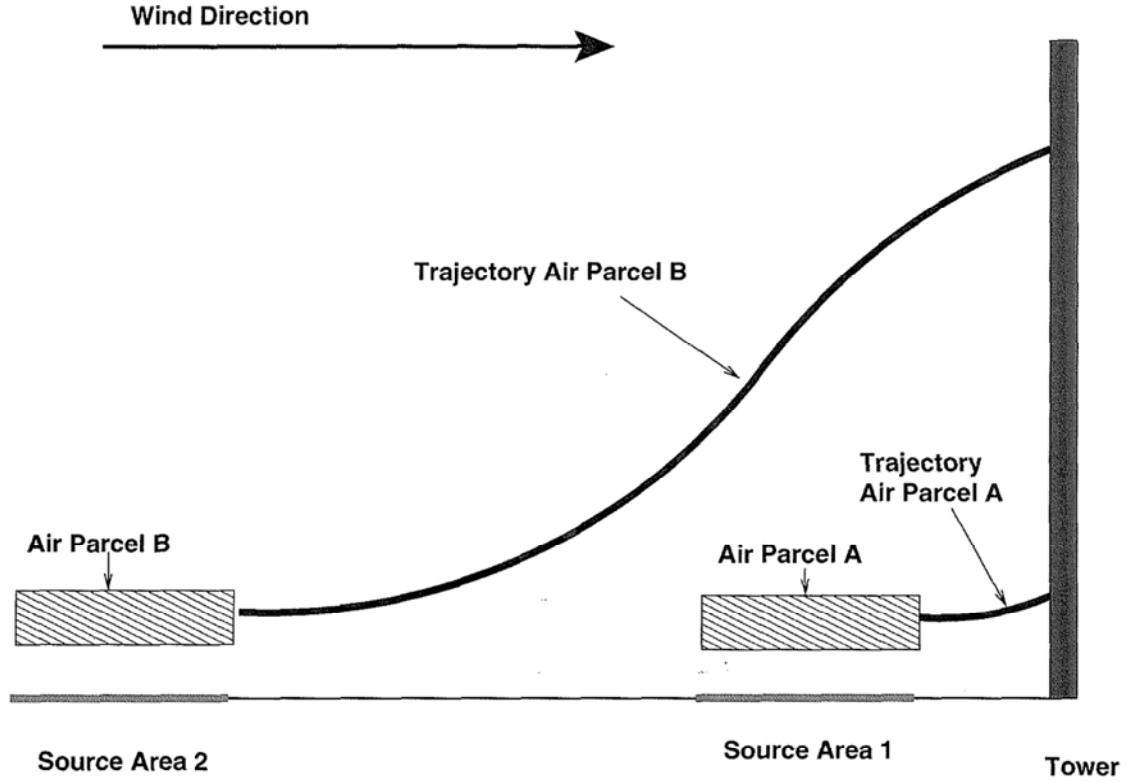 Wind Direction
Trajectory Air Parcel B
Trajectory
Air Parcel A
Air Parcel B
Air Parcel A
Source Area 2
Source Area 1
Tower